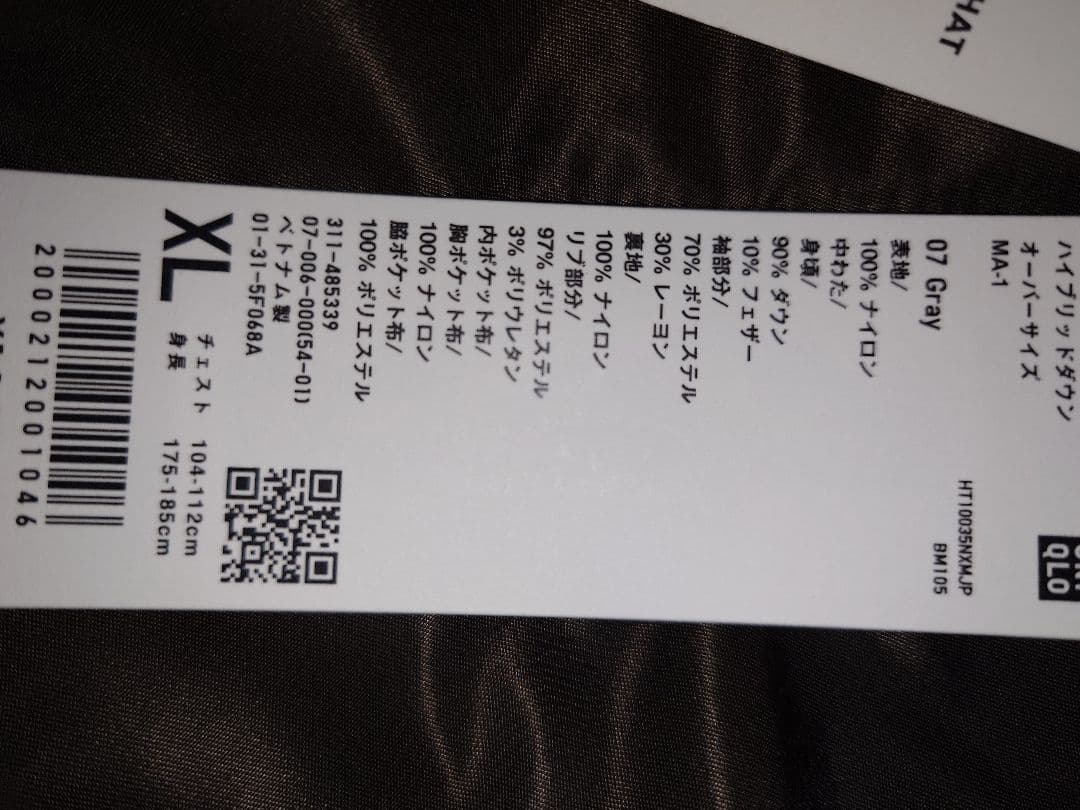 HAT
QLO
ハイブリッドダウン
オーバーサイズ
MA-1
HT10035NXMJP
BM105
07 Gray
表地/
100% ナイロン
中わた/
身頃/
90% ダウン
10% フェザー
袖部分/
70% ポリエステル
30% レーヨン
裏地/
100% ナイロン
リブ部分/
97% ポリエステル
3% ポリウレタン
内ポケット布/
胸ポケット布/
100% ナイロン
脇ポケット布/
100% ポリエステル
311-485339
07-006-000(54-01)
ベトナム製
01-31-5F068A
XL
チェスト 104-112cm
身長 175-185cm
2000212001046